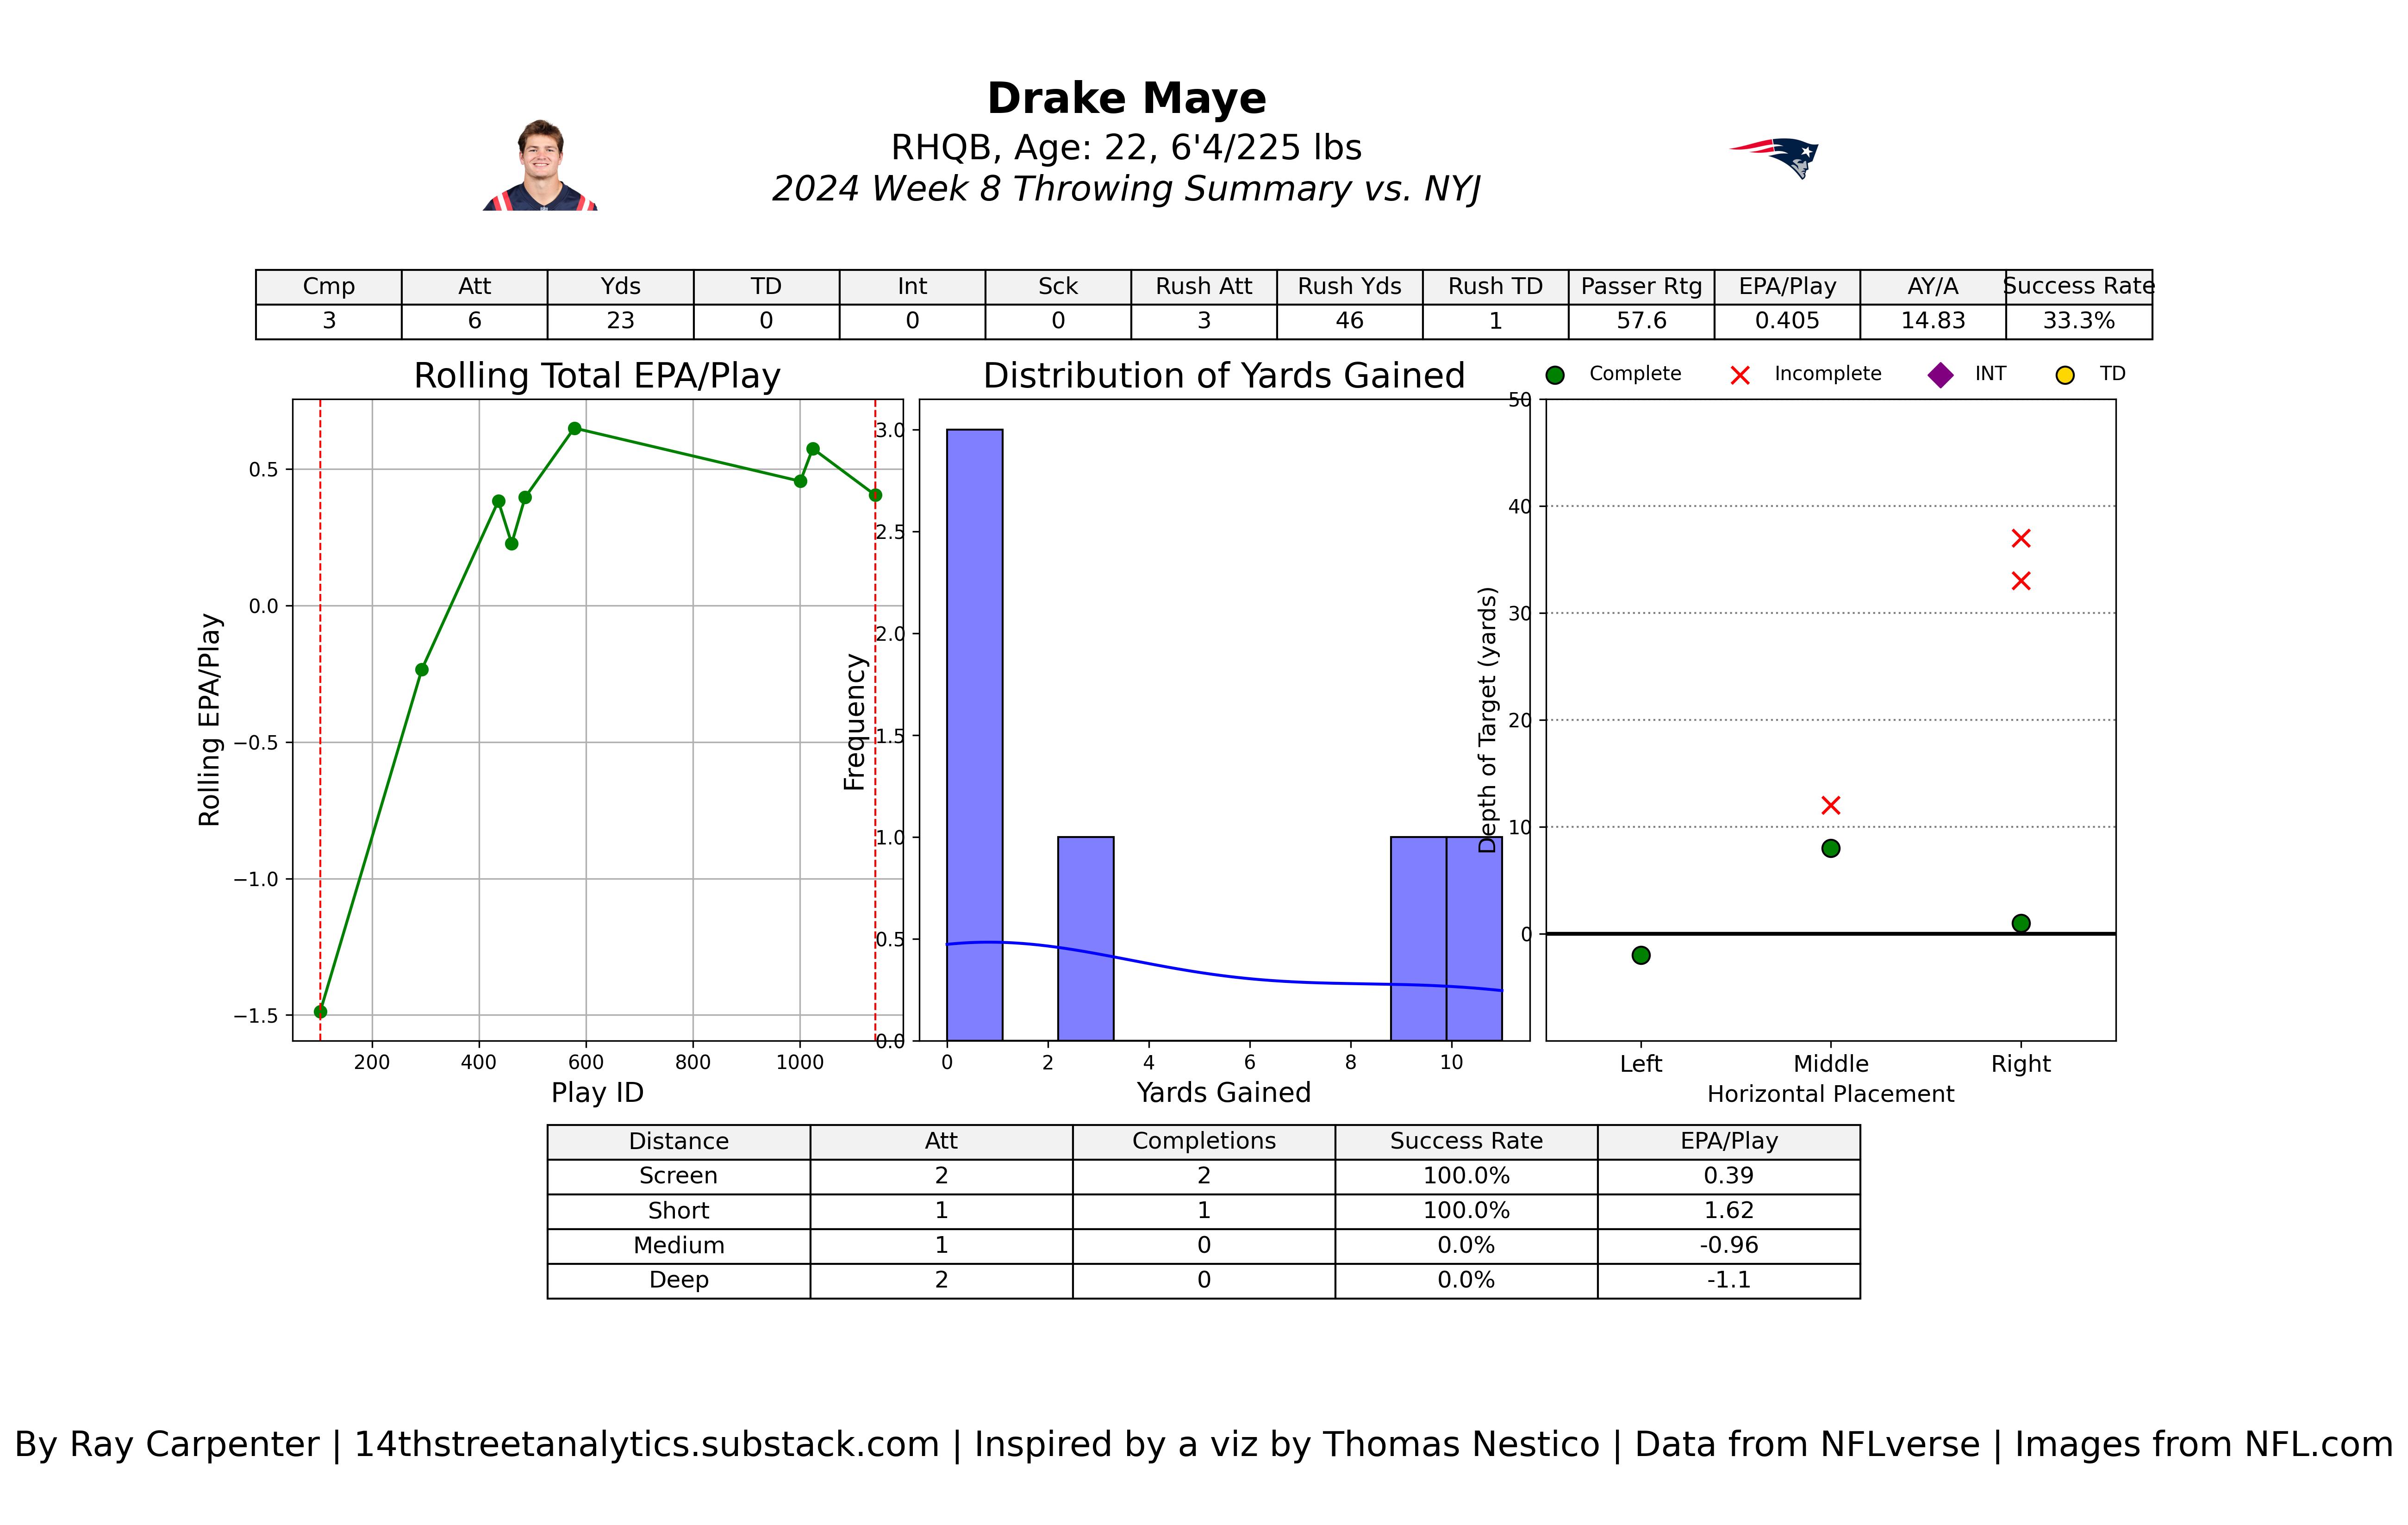 Drake Maye
RHQB, Age: 22, 6'4/225 lbs
2024 Week 8 Throwing Summary vs. NYJ
Cmp Att Yds TD Int Sck Rush Att Rush Yds Rush TD Passer Rtg EPA/Play AY/A Success Rate
3 6 23 0 0 0 3 46 1 57.6 0.405 14.83 33.3%
Rolling Total EPA/Play
Rolling EPA/Play
0.5
0.0
−0.5
−1.0
−1.5
200 400 600 800 1000
Play ID
Distribution of Yards Gained
Frequency
3.0
2.5
2.0
1.5
1.0
0.5
0.0
0 2 4 6 8 10
Yards Gained
Complete Incomplete INT TD
Depth of Target (yards)
50
40
30
20
10
0
Left Middle Right
Horizontal Placement
Distance Att Completions Success Rate EPA/Play
Screen 2 2 100.0% 0.39
Short 1 1 100.0% 1.62
Medium 1 0 0.0% -0.96
Deep 2 0 0.0% -1.1
By Ray Carpenter | 14thstreetanalytics.substack.com | Inspired by a viz by Thomas Nestico | Data from NFLverse | Images from NFL.com